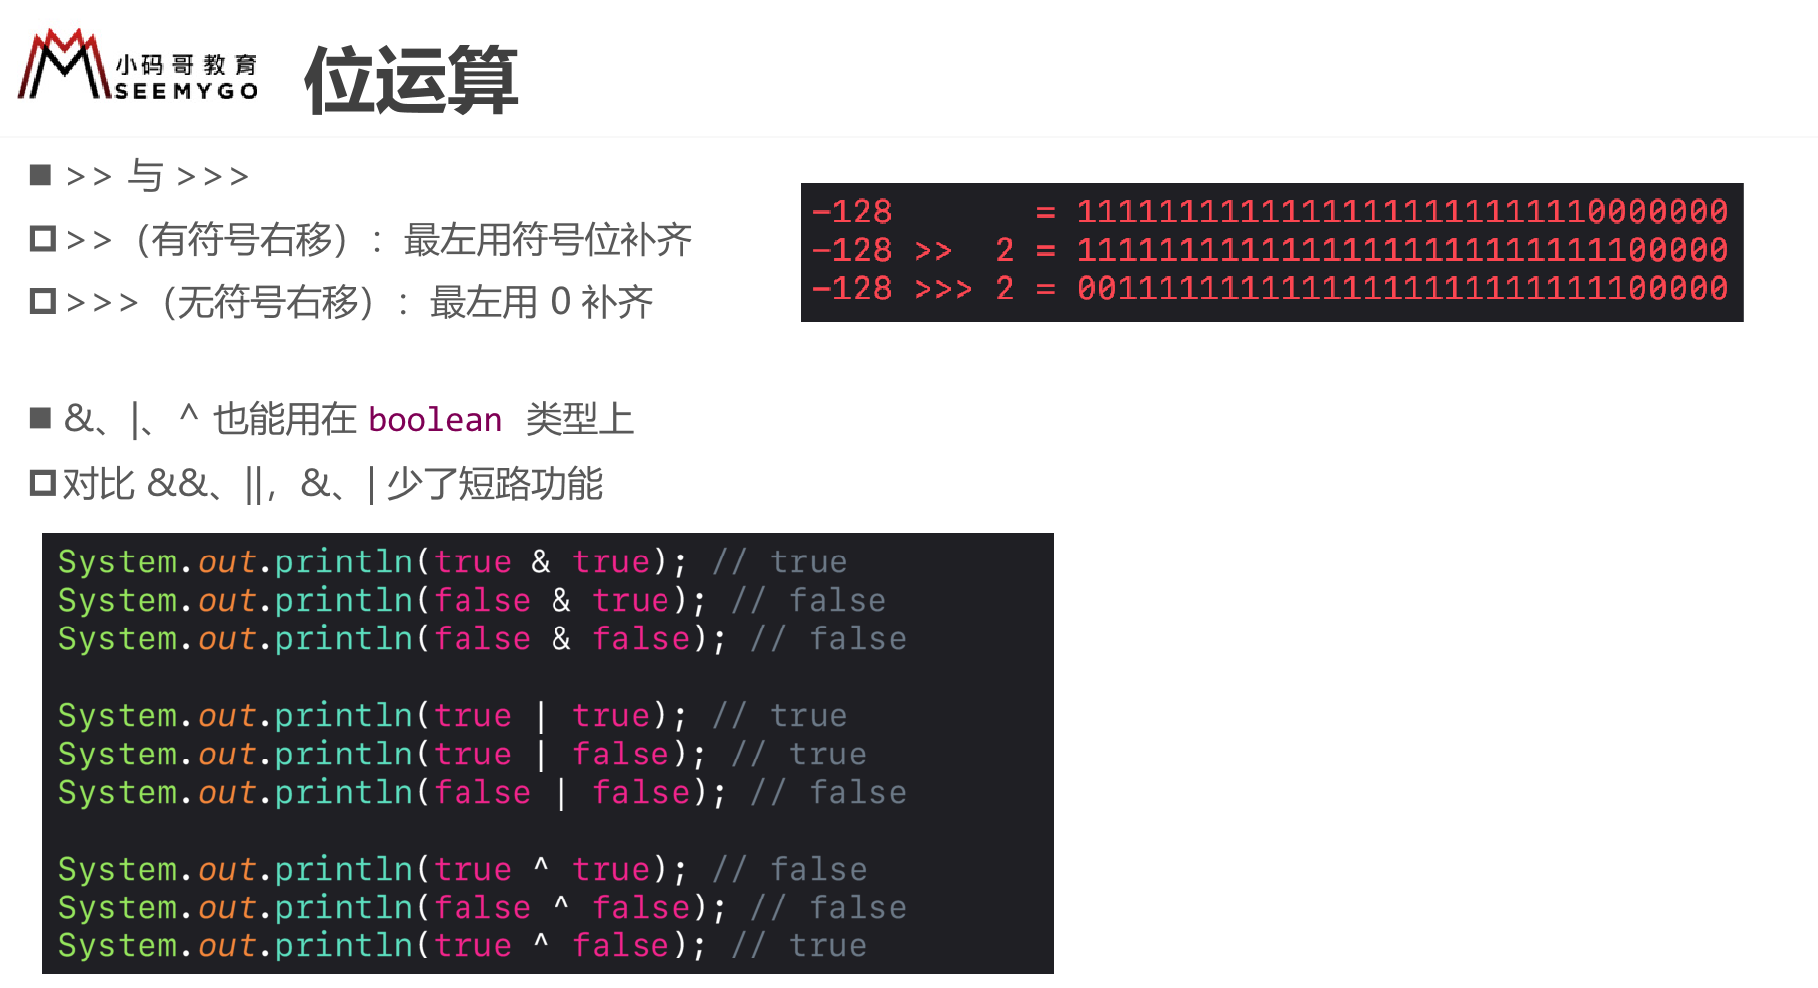 小码哥教育
SEEMYGO
位运算
>> 与 >>>
>>（有符号右移）：最左用符号位补齐
>>>（无符号右移）：最左用 0 补齐
-128       = 11111111111111111111111110000000
-128 >>  2 = 11111111111111111111111111100000
-128 >>> 2 = 00111111111111111111111111100000
&、|、^ 也能用在 boolean 类型上
对比 &&、||，&、| 少了短路功能
System.out.println(true & true); // true
System.out.println(false & true); // false
System.out.println(false & false); // false
System.out.println(true | true); // true
System.out.println(true | false); // true
System.out.println(false | false); // false
System.out.println(true ^ true); // false
System.out.println(false ^ false); // false
System.out.println(true ^ false); // true